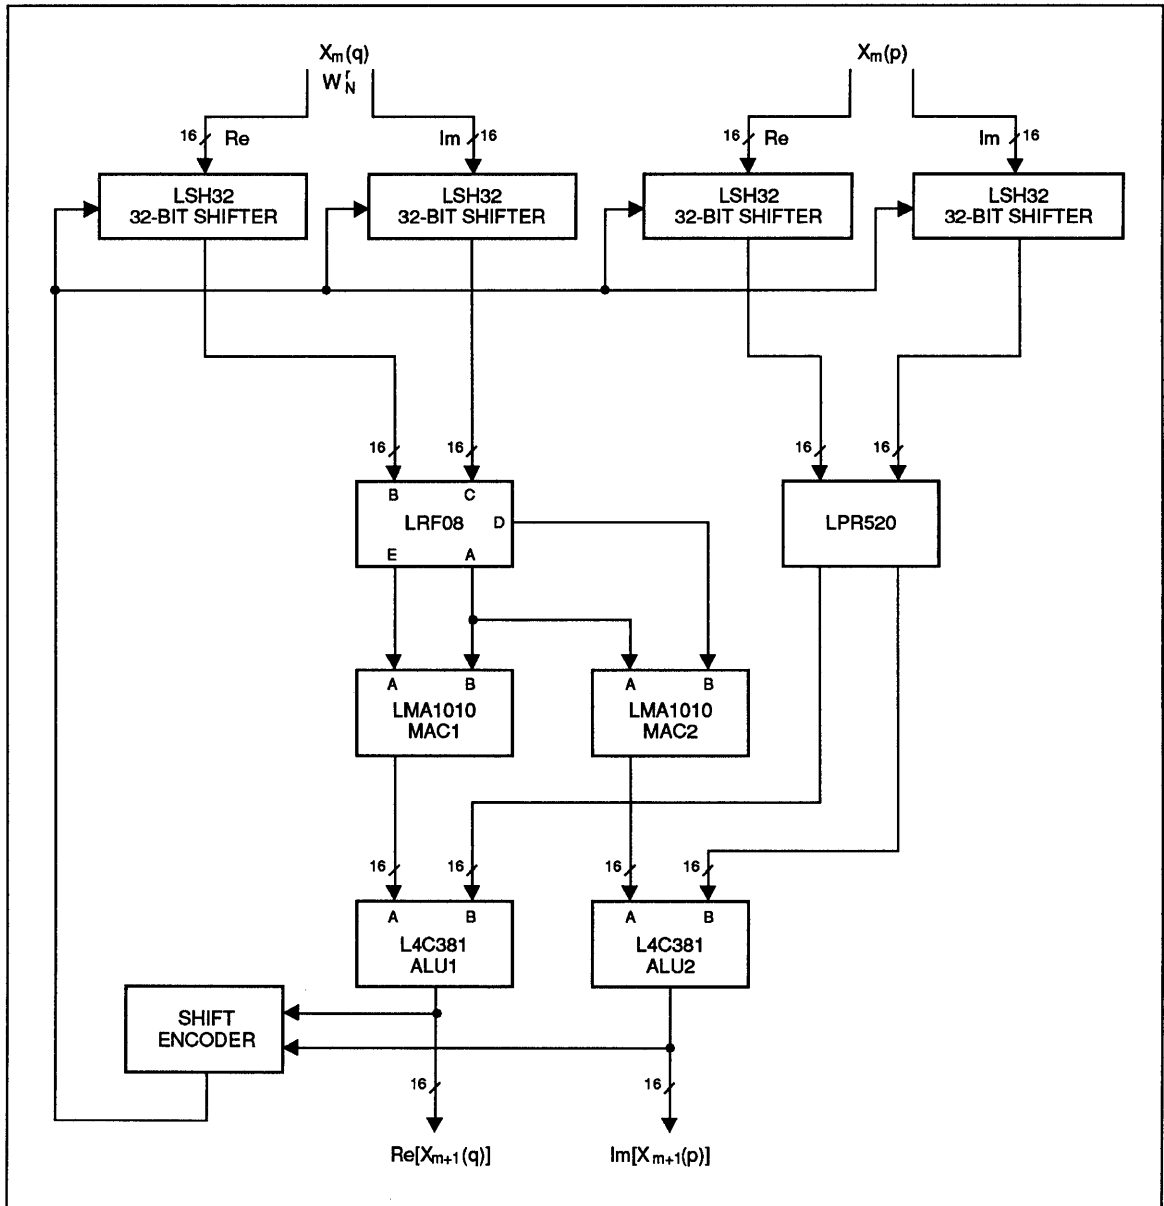 Xm(q)
W^r_N
Xm(p)
16 Re
Im 16
16 Re
Im 16
LSH32
32-BIT SHIFTER
LSH32
32-BIT SHIFTER
LSH32
32-BIT SHIFTER
LSH32
32-BIT SHIFTER
16
16
16
16
B C
LRF08 D
E A
LPR520
A B
LMA1010
MAC1
A B
LMA1010
MAC2
16
16
16
16
A B
L4C381
ALU1
A B
L4C381
ALU2
SHIFT
ENCODER
16
16
Re[Xm+1(q)]
Im[Xm+1(p)]